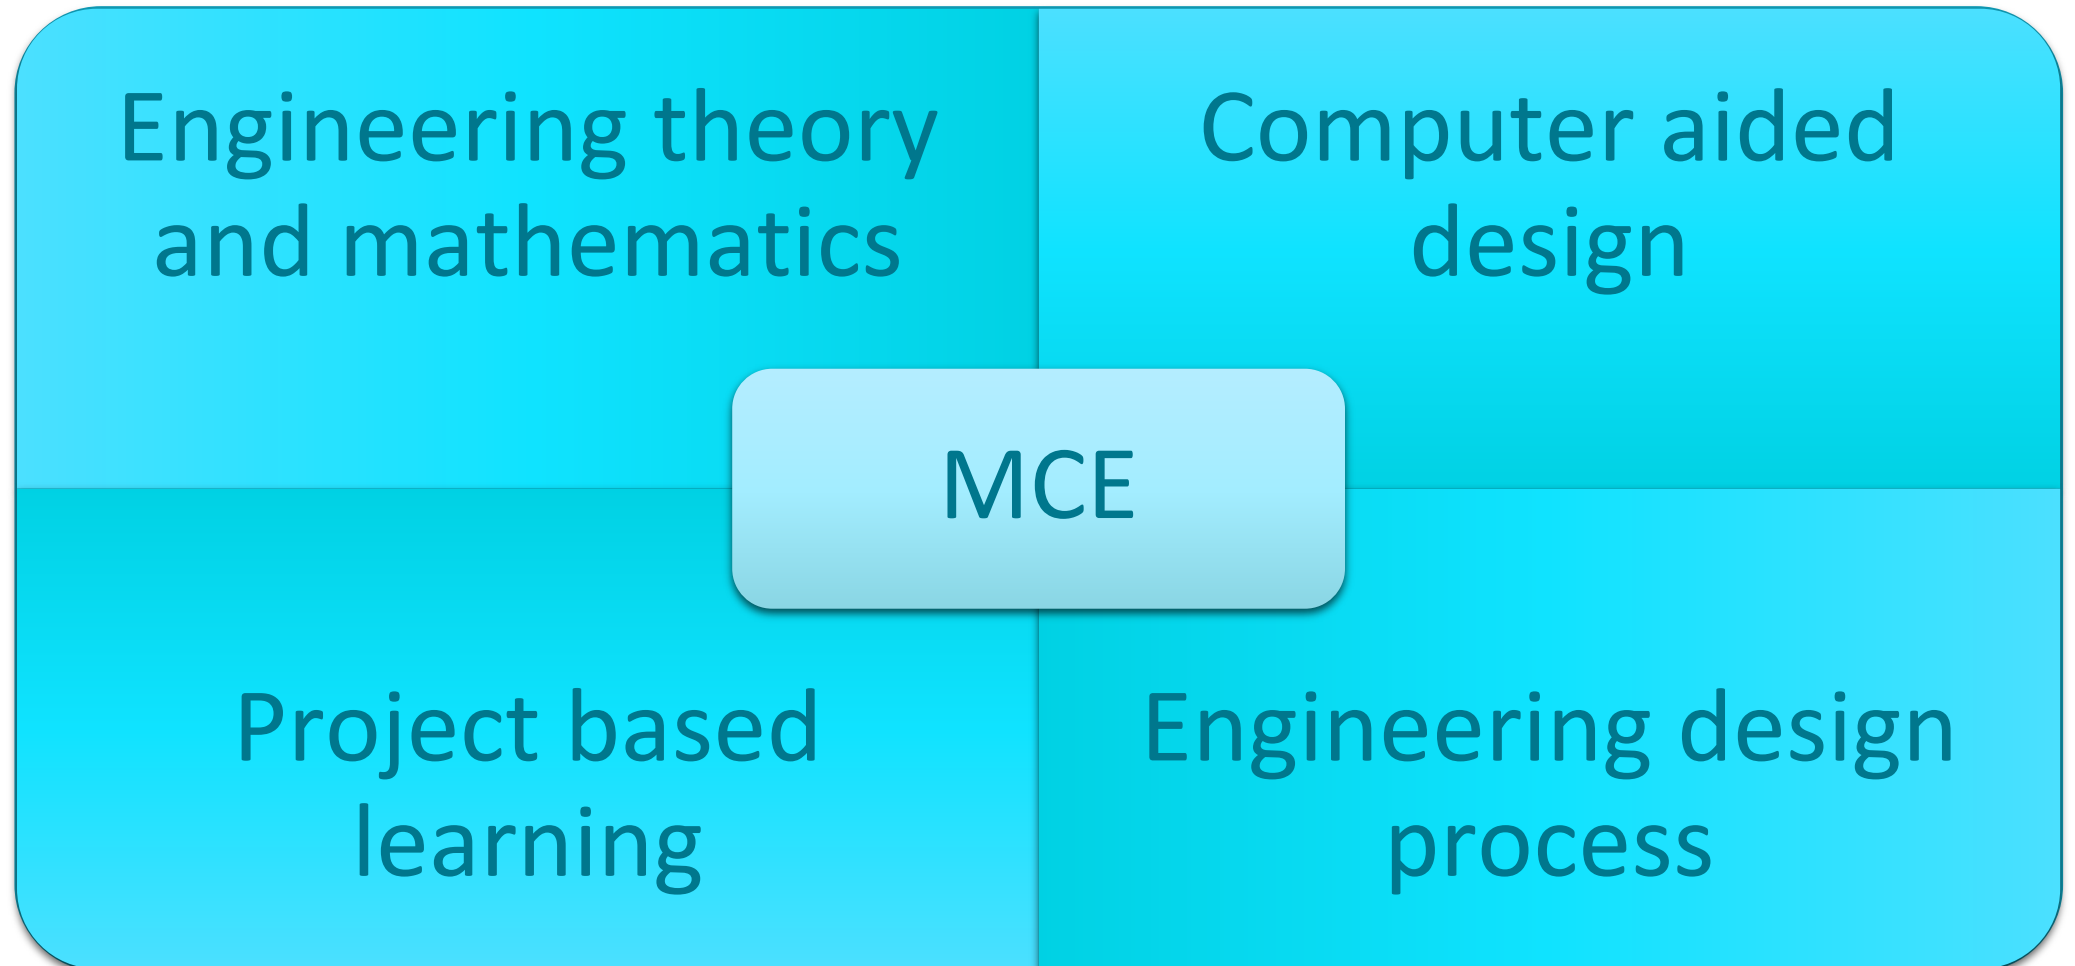 Engineering theory
and mathematics
Computer aided
design
MCE
Project based
learning
Engineering design
process